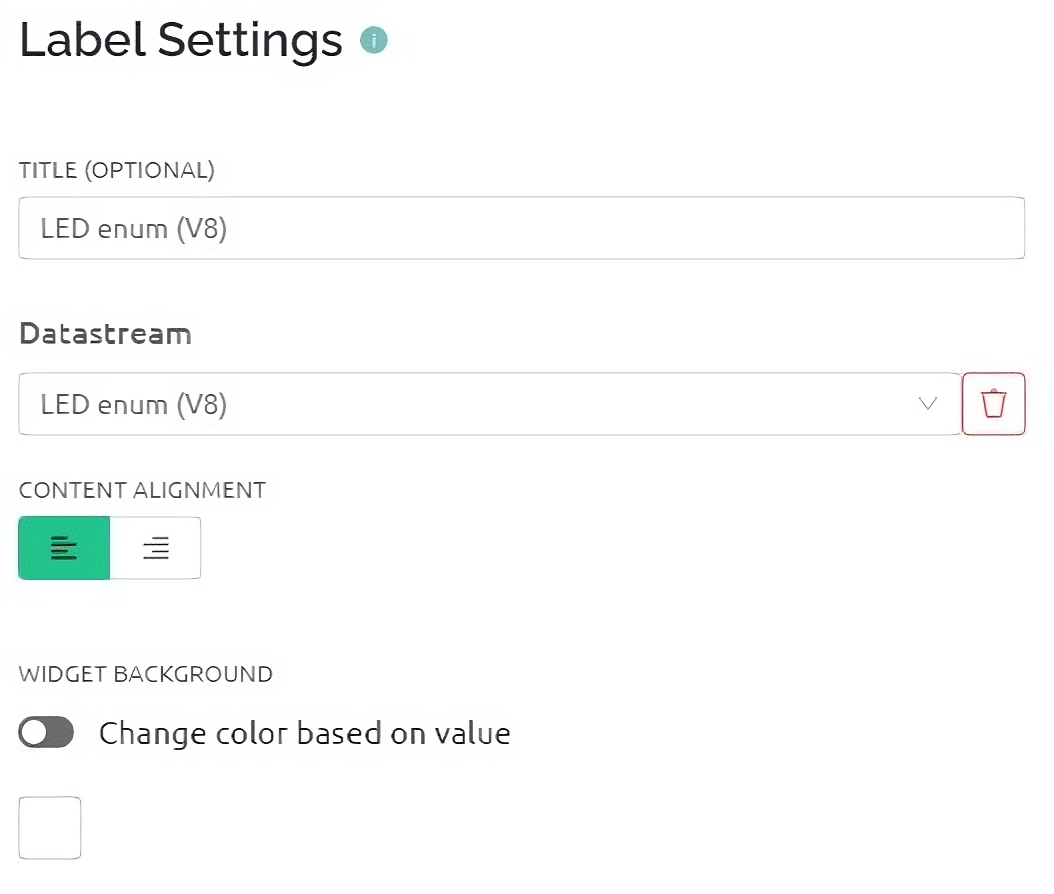 Label Settings
TITLE (OPTIONAL)
LED enum (V8)
Datastream
LED enum (V8)
CONTENT ALIGNMENT
WIDGET BACKGROUND
Change color based on value